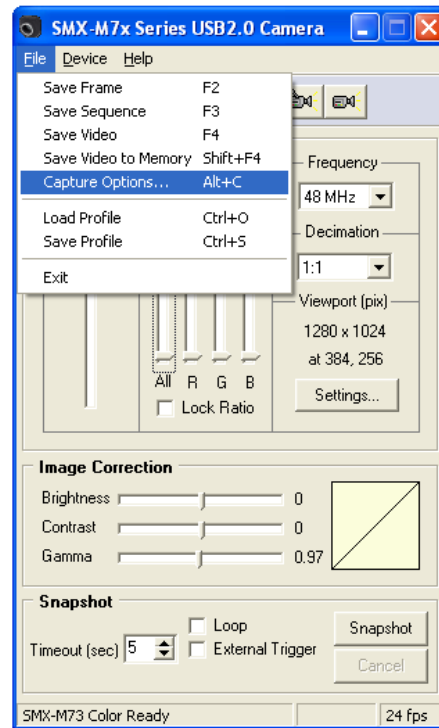 SMX-M7x Series USB2.0 Camera
File Device Help
Save Frame F2
Save Sequence F3
Save Video F4
Save Video to Memory Shift+F4
Capture Options... Alt+C
Load Profile Ctrl+O
Save Profile Ctrl+S
Exit
Frequency
48 MHz
Decimation
1:1
Viewport (pix)
1280 x 1024
at 384, 256
Settings...
All R G B
Lock Ratio
Image Correction
Brightness 0
Contrast 0
Gamma 0.97
Snapshot
Timeout (sec) 5
Loop
External Trigger
Snapshot
Cancel
SMX-M73 Color Ready 24 fps